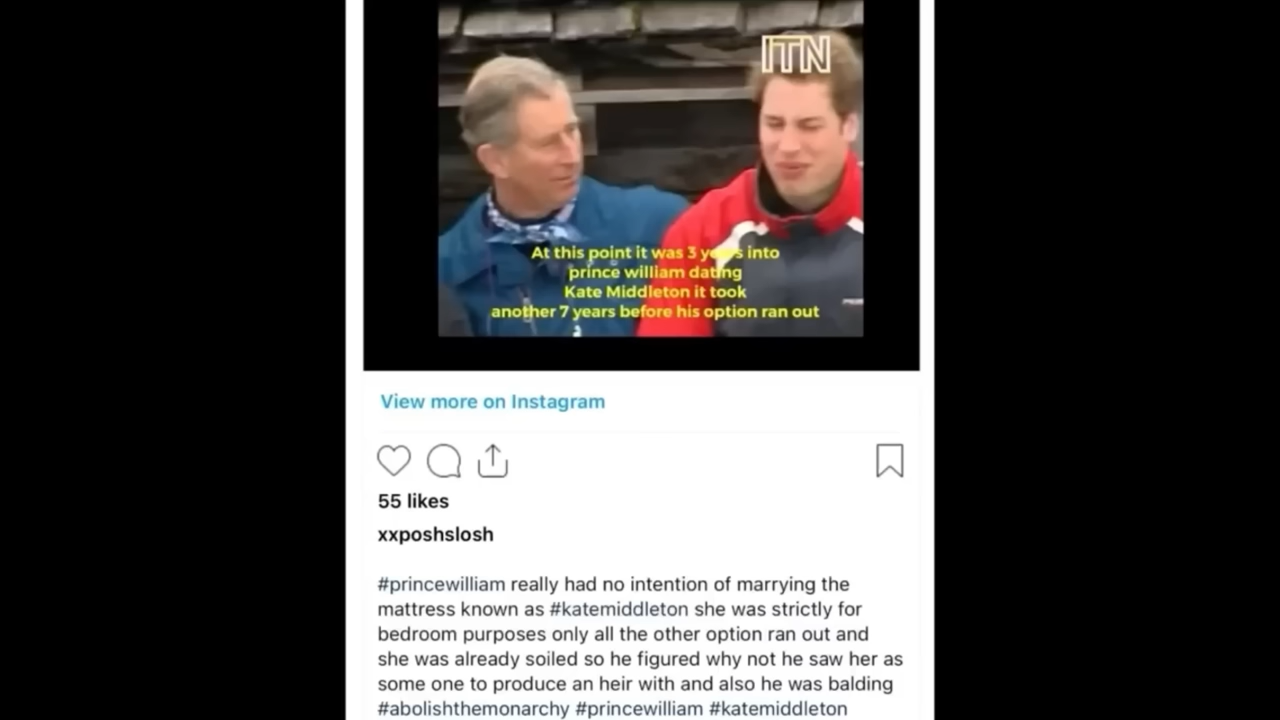 ITN
At this point it was 3 years into
prince william dating
Kate Middleton it took
another 7 years before his option ran out
View more on Instagram
55 likes
xxposhslosh
#princewilliam really had no intention of marrying the
mattress known as #katemiddleton she was strictly for
bedroom purposes only all the other option ran out and
she was already soiled so he figured why not he saw her as
some one to produce an heir with and also he was balding
#abolishthemonarchy #princewilliam #katemiddleton